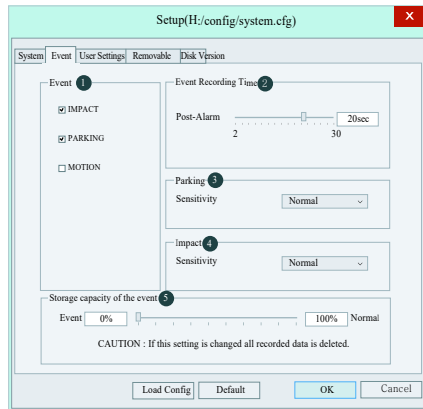 Setup(H:/config/system.cfg)
X
System Event User Settings Removable Disk Version
Event 1
IMPACT
PARKING
MOTION
Event Recording Time 2
Post-Alarm 20sec
2 30
Parking 3
Sensitivity Normal
Impact 4
Sensitivity Normal
Storage capacity of the event 5
Event 0% 100% Normal
CAUTION : If this setting is changed all recorded data is deleted.
Load Config Default OK Cancel